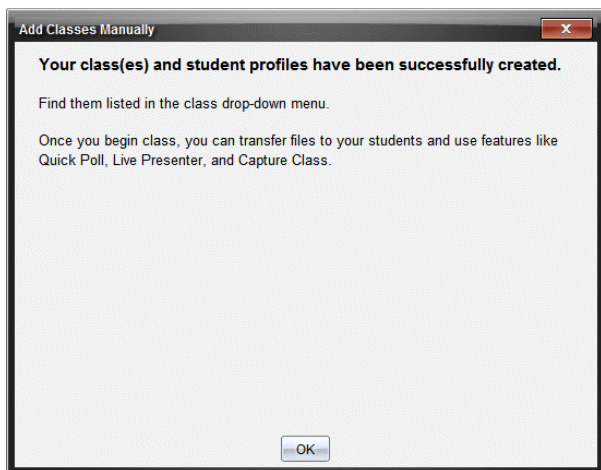 Add Classes Manually
Your class(es) and student profiles have been successfully created.
Find them listed in the class drop-down menu.
Once you begin class, you can transfer files to your students and use features like
Quick Poll, Live Presenter, and Capture Class.
OK